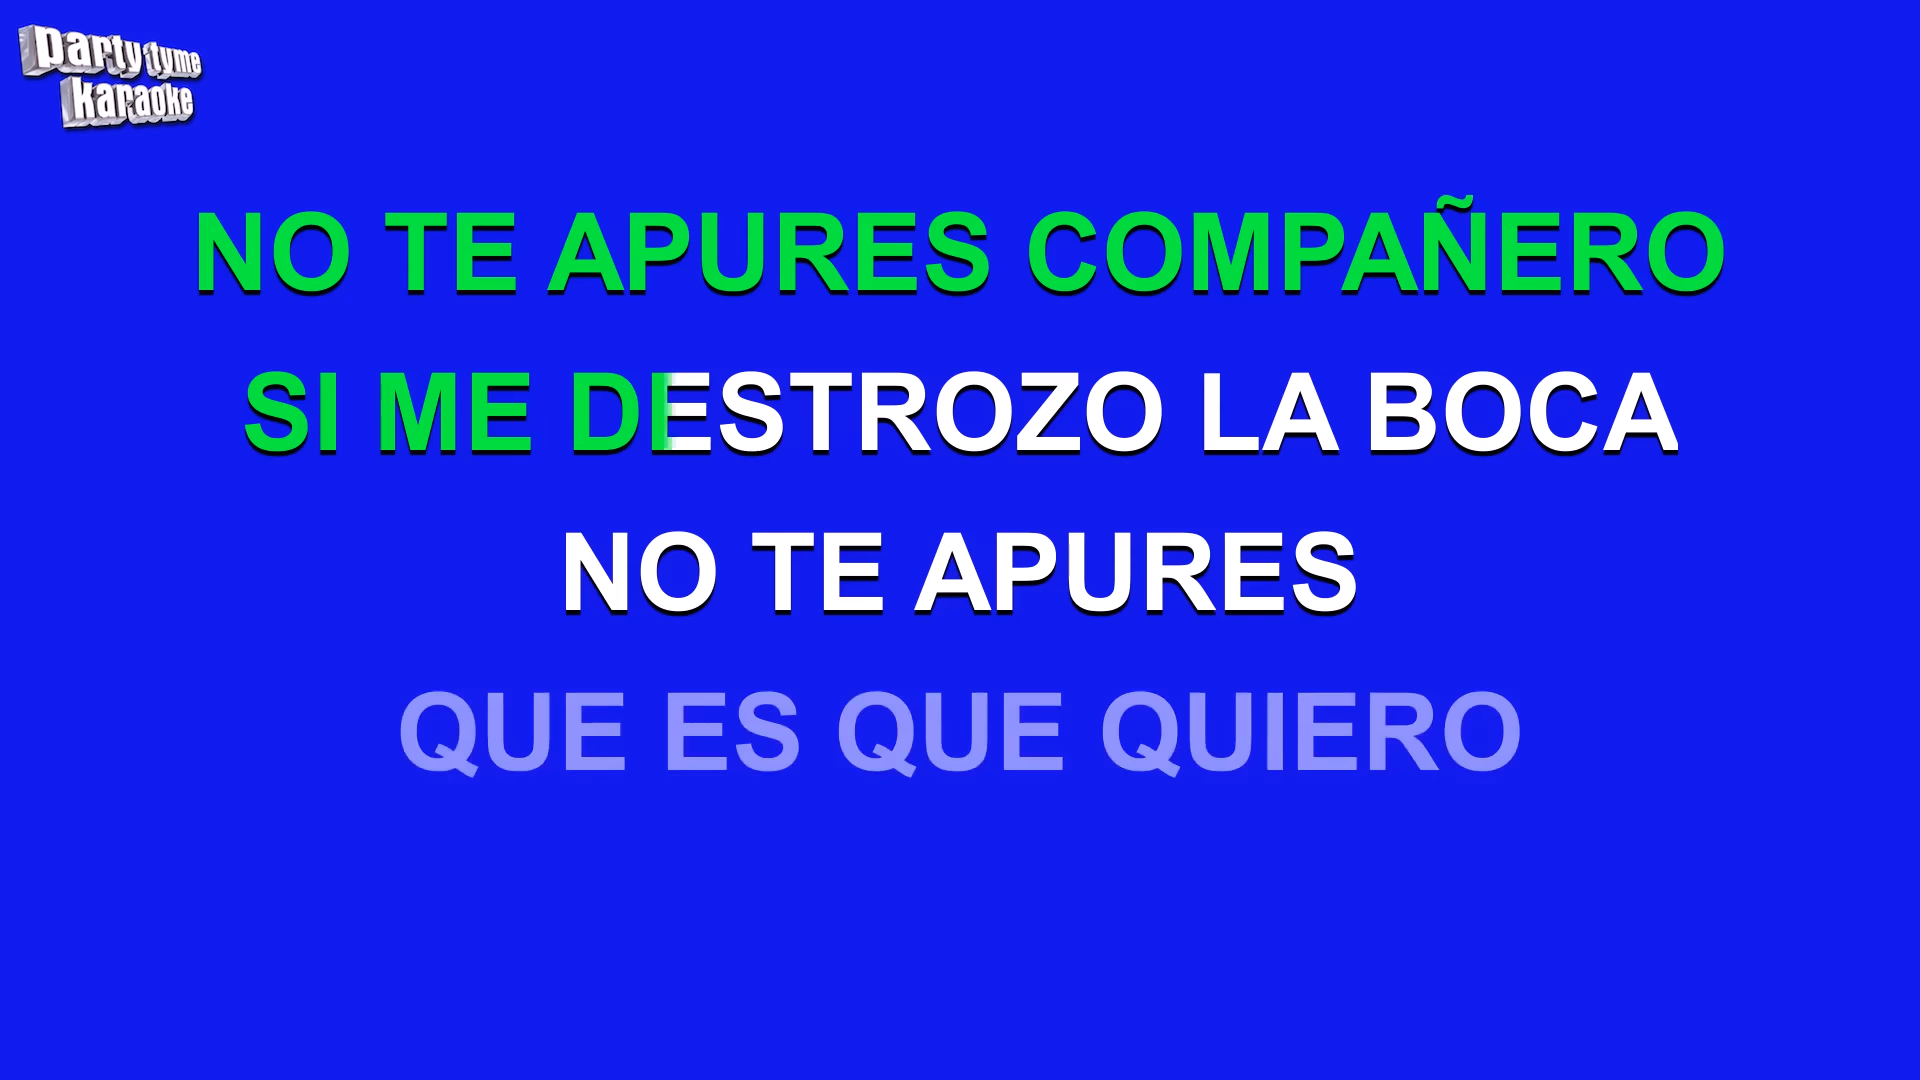 party tyme
karaoke
NO TE APURES COMPAÑERO
SI ME DESTROZO LA BOCA
NO TE APURES
QUE ES QUE QUIERO